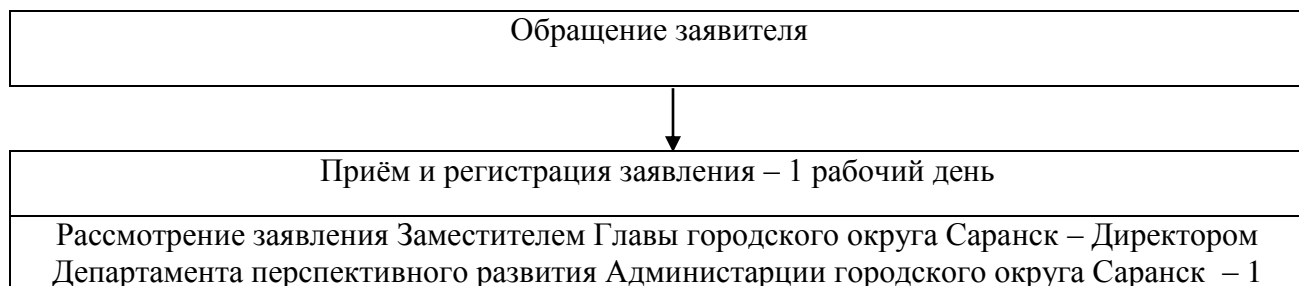 Обращение заявителя
Приём и регистрация заявления – 1 рабочий день
Рассмотрение заявления Заместителем Главы городского округа Саранск – Директором
Департамента перспективного развития Администарции городского округа Саранск – 1